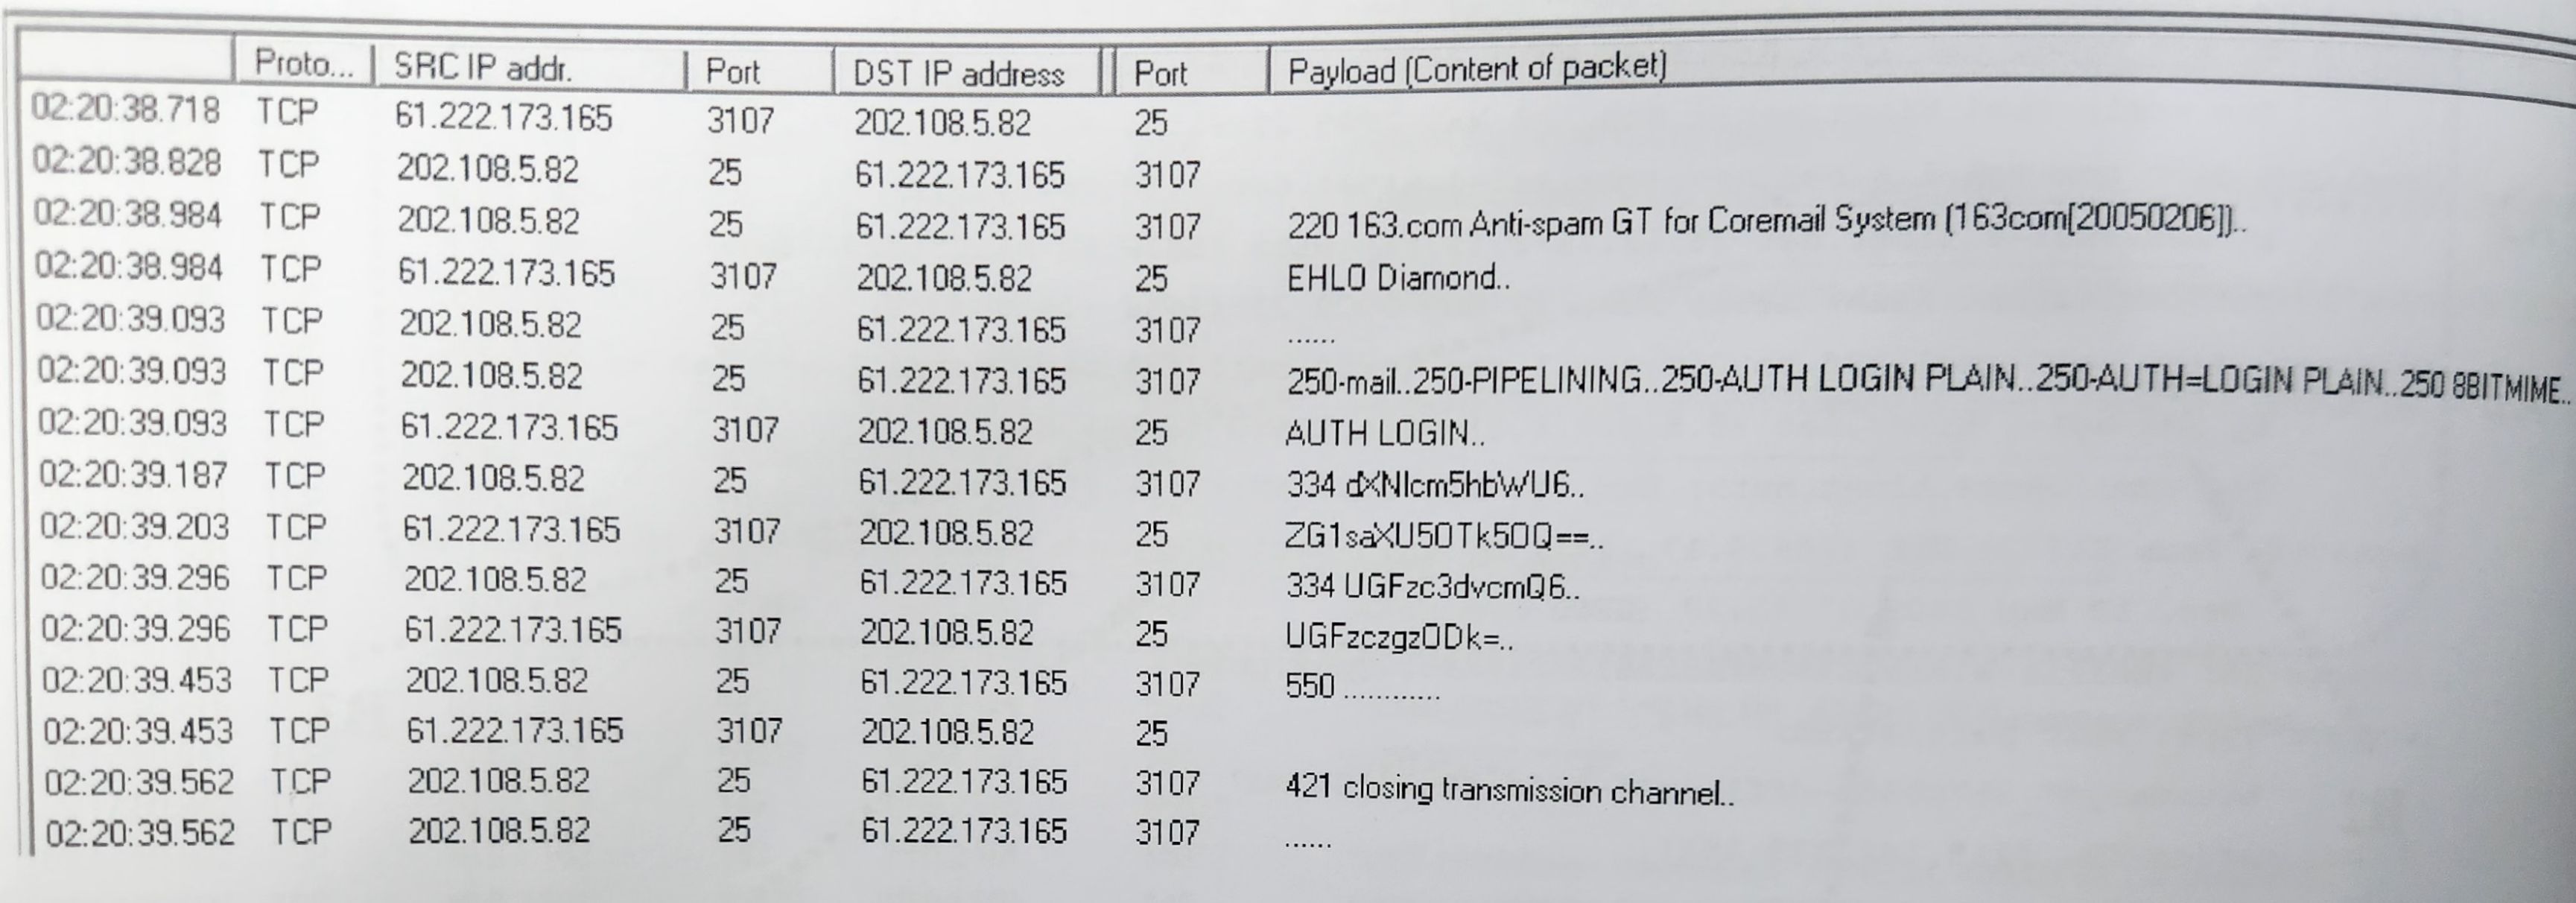 Proto... SRC IP addr. Port DST IP address Port Payload (Content of packet)
02:20:38.718 TCP 61.222.173.165 3107 202.108.5.82 25
02:20:38.828 TCP 202.108.5.82 25 61.222.173.165 3107
02:20:38.984 TCP 202.108.5.82 25 61.222.173.165 3107 220 163.com Anti-spam GT for Coremail System (163com[20050206])..
02:20:38.984 TCP 61.222.173.165 3107 202.108.5.82 25 EHLO Diamond..
02:20:39.093 TCP 202.108.5.82 25 61.222.173.165 3107 ......
02:20:39.093 TCP 202.108.5.82 25 61.222.173.165 3107 250-mail..250-PIPELINING..250-AUTH LOGIN PLAIN..250-AUTH=LOGIN PLAIN..250 8BITMIME..
02:20:39.093 TCP 61.222.173.165 3107 202.108.5.82 25 AUTH LOGIN..
02:20:39.187 TCP 202.108.5.82 25 61.222.173.165 3107 334 dXNlcm5hbWU6..
02:20:39.203 TCP 61.222.173.165 3107 202.108.5.82 25 ZG1saXU5OTk5OQ==..
02:20:39.296 TCP 202.108.5.82 25 61.222.173.165 3107 334 UGFzc3dvcmQ6..
02:20:39.296 TCP 61.222.173.165 3107 202.108.5.82 25 UGFzczgzODk=..
02:20:39.453 TCP 202.108.5.82 25 61.222.173.165 3107 550 ............
02:20:39.453 TCP 61.222.173.165 3107 202.108.5.82 25
02:20:39.562 TCP 202.108.5.82 25 61.222.173.165 3107 421 closing transmission channel..
02:20:39.562 TCP 202.108.5.82 25 61.222.173.165 3107 ......